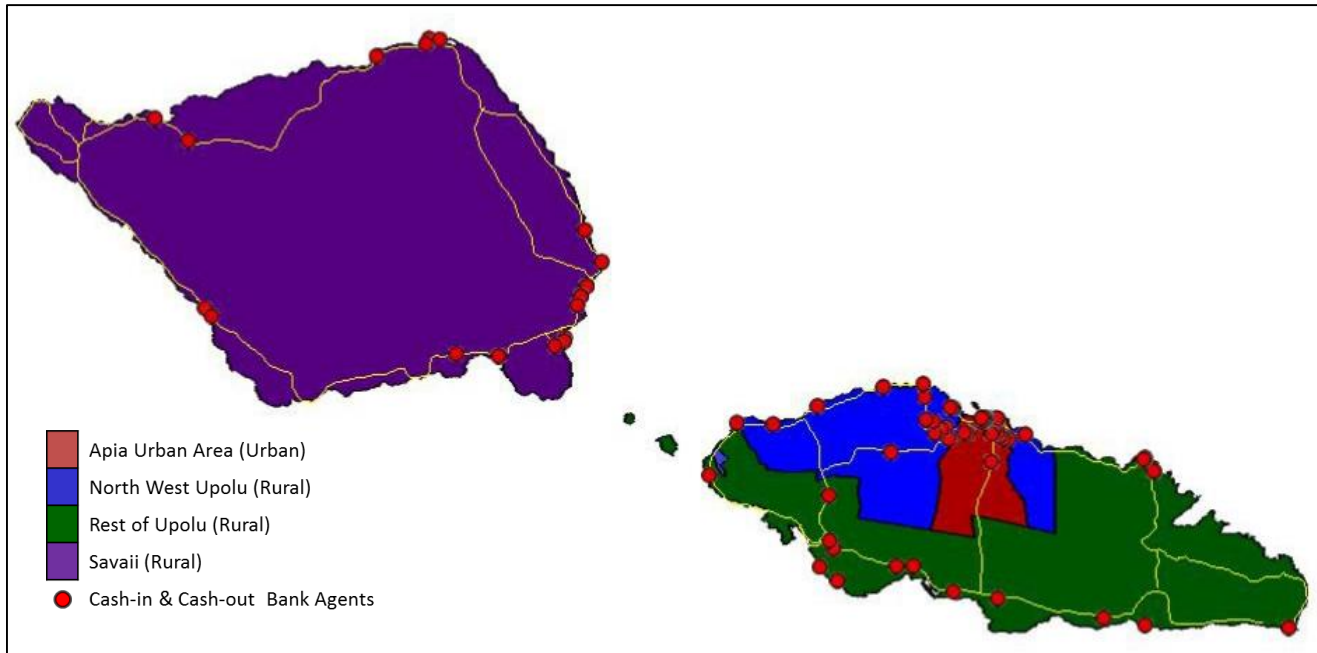 Apia Urban Area (Urban)
North West Upolu (Rural)
Rest of Upolu (Rural)
Savaii (Rural)
Cash-in & Cash-out Bank Agents